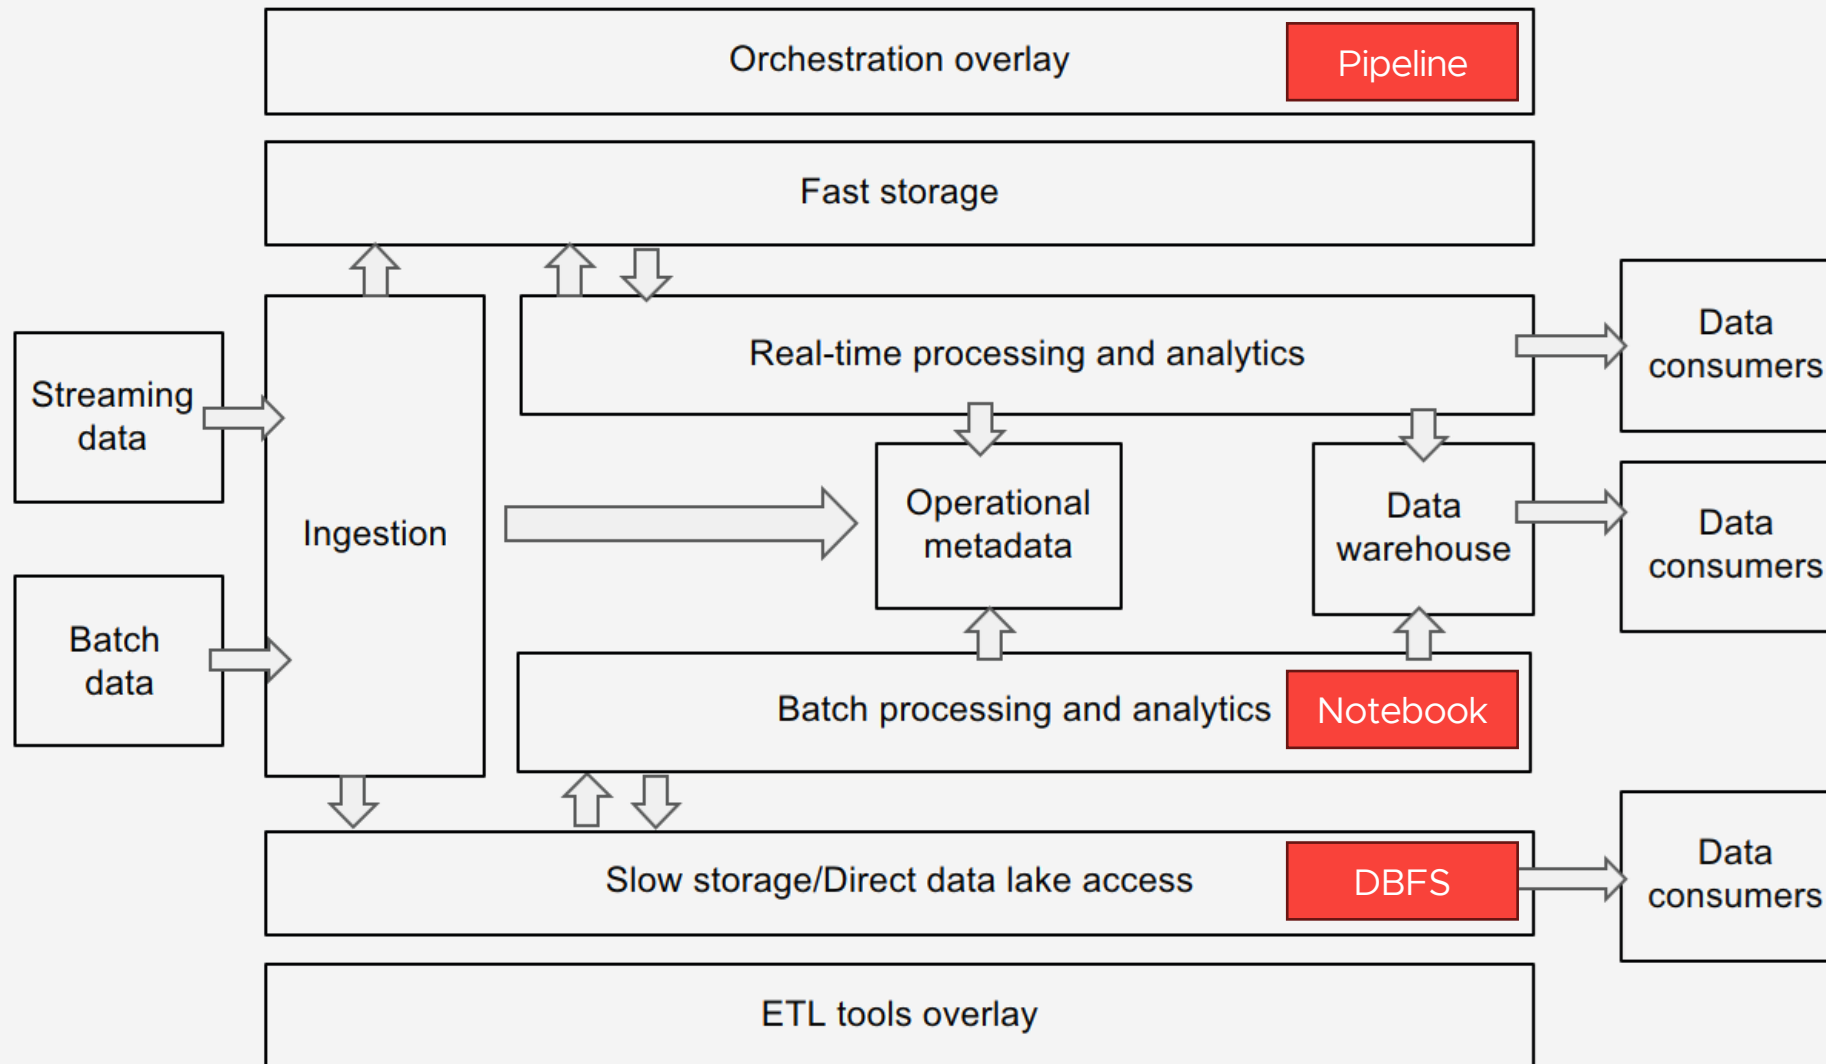 Orchestration overlay
Pipeline
Fast storage
Streaming
data
Batch
data
Ingestion
Real-time processing and analytics
Operational
metadata
Data
warehouse
Batch processing and analytics
Notebook
Slow storage/Direct data lake access
DBFS
ETL tools overlay
Data
consumers
Data
consumers
Data
consumers